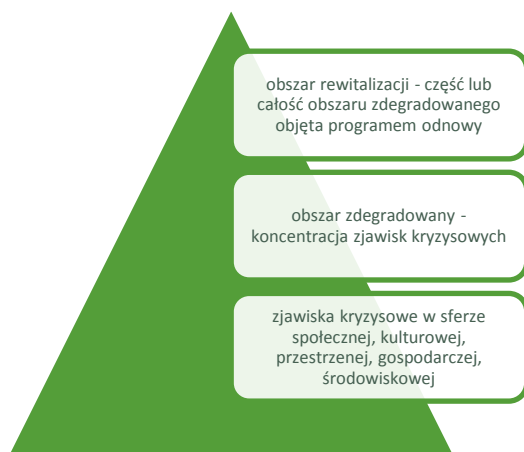 obszar rewitalizacji - część lub
całość obszaru zdegradowanego
objęta programem odnowy
obszar zdegradowany -
koncentracja zjawisk kryzysowych
zjawiska kryzysowe w sferze
społecznej, kulturowej,
przestrzenej, gospodarczej,
środowiskowej